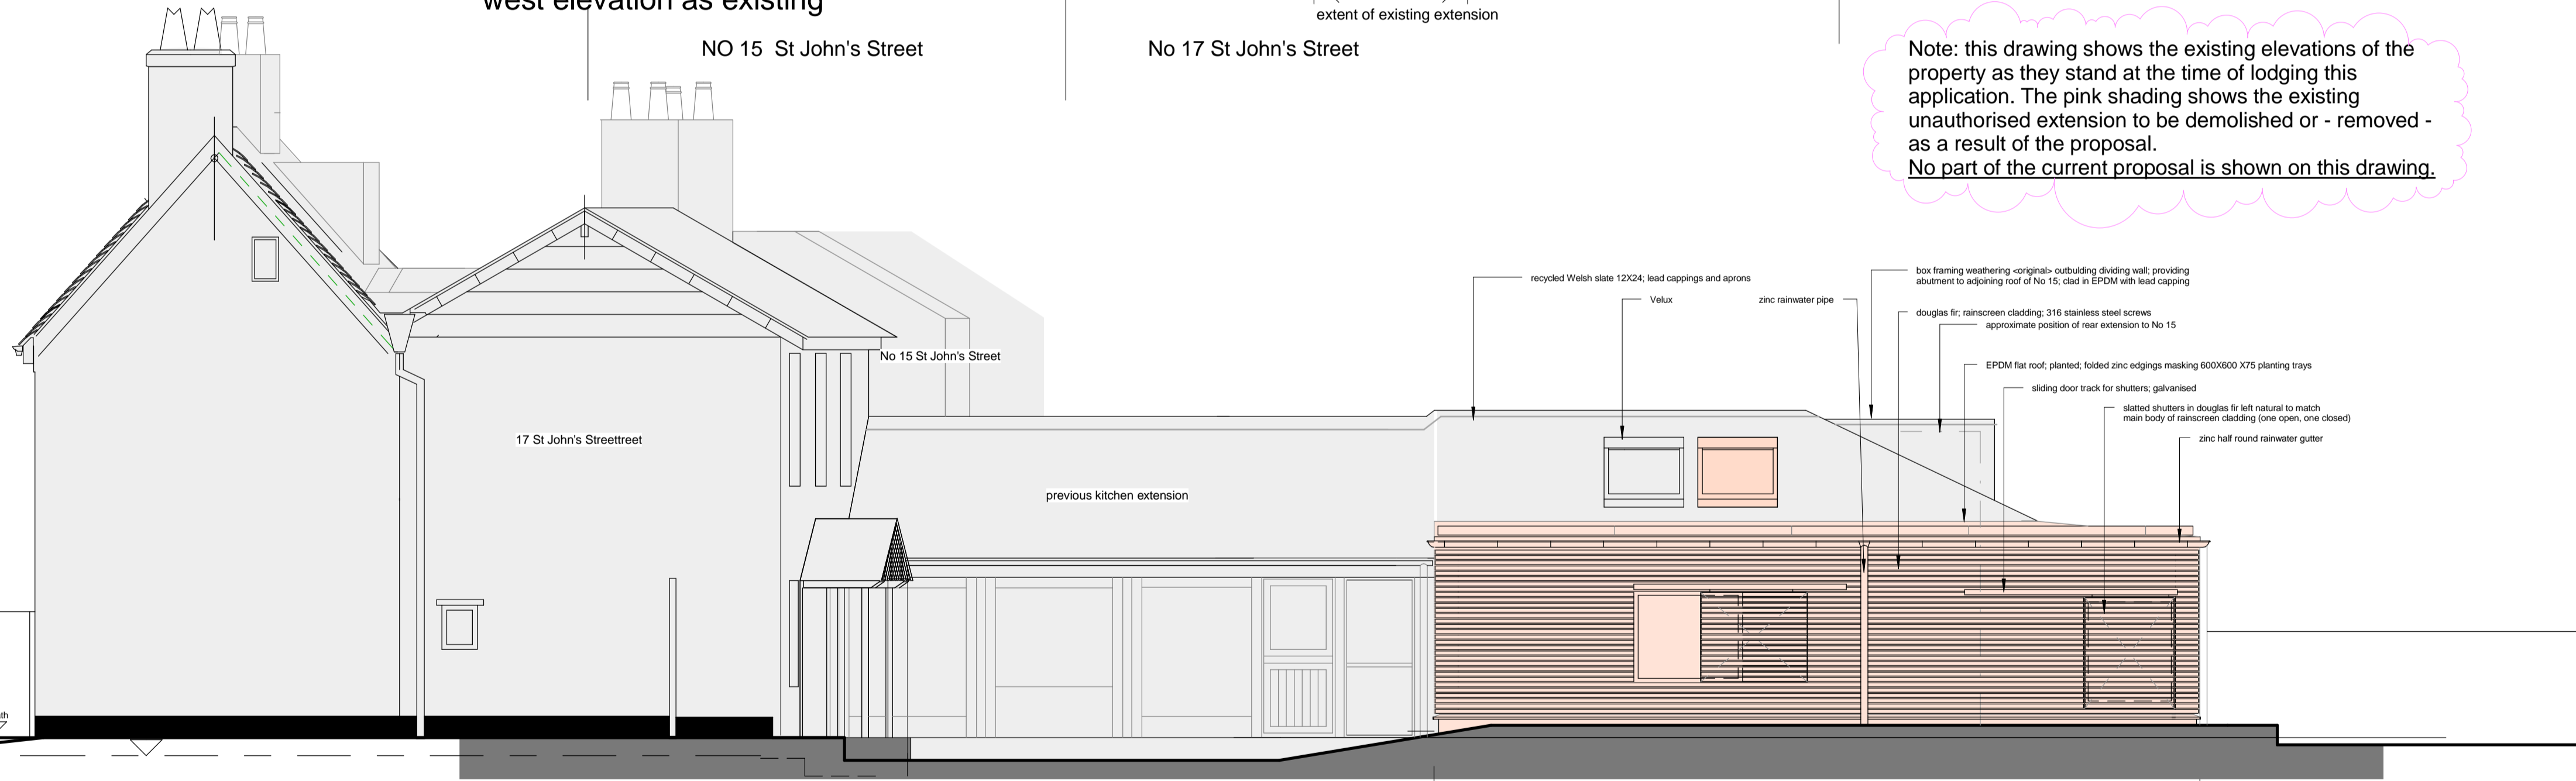 west elevation as existing
extent of existing extension
NO 15 St John's Street
No 17 St John's Street
Note: this drawing shows the existing elevations of the
property as they stand at the time of lodging this
application. The pink shading shows the existing
unauthorised extension to be demolished or - removed -
as a result of the proposal.
No part of the current proposal is shown on this drawing.
recycled Welsh slate 12X24; lead cappings and aprons
Velux
zinc rainwater pipe
box framing weathering <original> outbulding dividing wall; providing
abutment to adjoining roof of No 15; clad in EPDM with lead capping
douglas fir; rainscreen cladding; 316 stainless steel screws
approximate position of rear extension to No 15
EPDM flat roof; planted; folded zinc edgings masking 600X600 X75 planting trays
sliding door track for shutters; galvanised
slatted shutters in douglas fir left natural to match
main body of rainscreen cladding (one open, one closed)
zinc half round rainwater gutter
No 15 St John's Street
17 St John's Streettreet
previous kitchen extension